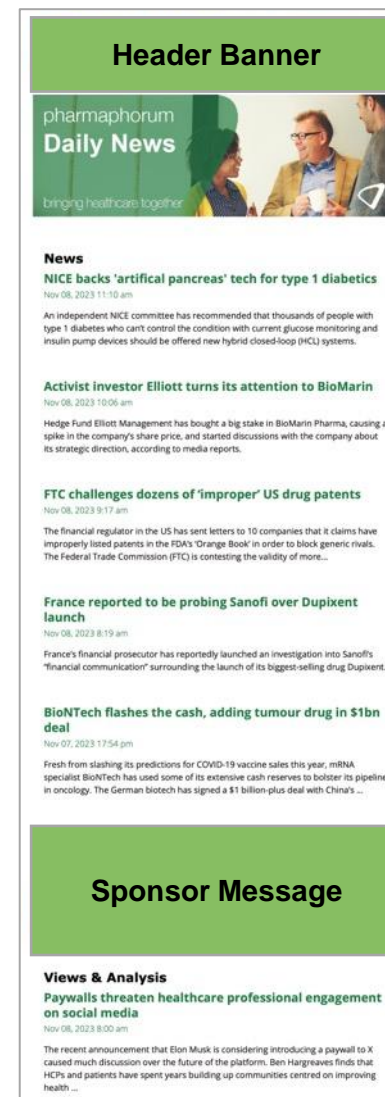 Header Banner
pharmaphorum
Daily News
bringing healthcare together
News
NICE backs 'artifical pancreas' tech for type 1 diabetics
Nov 08, 2023 11:10 am
An independent NICE committee has recommended that thousands of people with
type 1 diabetes who can't control the condition with current glucose monitoring and
insulin pump devices should be offered new hybrid closed-loop (HCL) systems.
Activist investor Elliott turns its attention to BioMarin
Nov 08, 2023 10:06 am
Hedge Fund Elliott Management has bought a big stake in BioMarin Pharma, causing a
spike in the company's share price, and started discussions with the company about
its strategic direction, according to media reports.
FTC challenges dozens of 'improper' US drug patents
Nov 08, 2023 9:17 am
The financial regulator in the US has sent letters to 10 companies that it claims have
improperly listed patents in the FDA's 'Orange Book' in order to block generic rivals.
The Federal Trade Commission (FTC) is contesting the validity of more...
France reported to be probing Sanofi over Dupixent
launch
Nov 08, 2023 8:19 am
France's financial prosecutor has reportedly launched an investigation into Sanofi's
"financial communication" surrounding the launch of its biggest-selling drug Dupixent.
BioNTech flashes the cash, adding tumour drug in $1bn
deal
Nov 07, 2023 17:54 pm
Fresh from slashing its predictions for COVID-19 vaccine sales this year, mRNA
specialist BioNTech has used some of its extensive cash reserves to bolster its pipeline
in oncology. The German biotech has signed a $1 billion-plus deal with China's ...
Sponsor Message
Views & Analysis
Paywalls threaten healthcare professional engagement
on social media
Nov 08, 2023 8:00 am
The recent announcement that Elon Musk is considering introducing a paywall to X
caused much discussion over the future of the platform. Ben Hargreaves finds that
HCPs and patients have spent years building up communities centred on improving
health ...